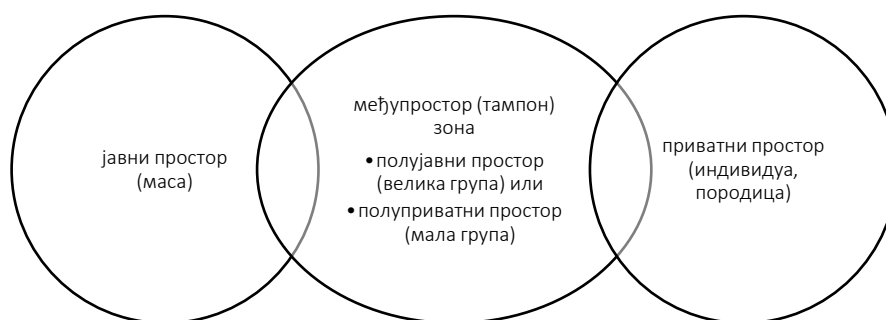 јавни простор
(маса)
међупростор (тампон)
зона
• полујавни простор
(велика група) или
• полуприватни простор
(мала група)
приватни простор
(индивидуа,
породица)